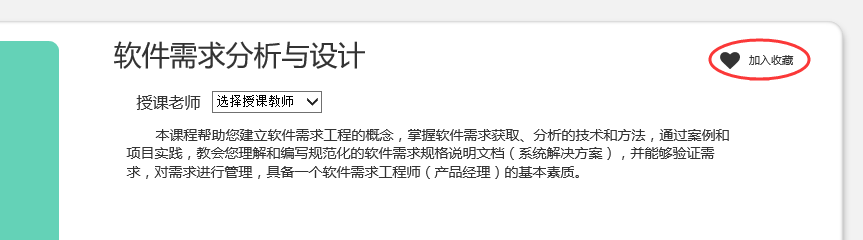 软件需求分析与设计
加入收藏
授课老师 选择授课教师
本课程帮助您建立软件需求工程的概念，掌握软件需求获取、分析的技术和方法，通过案例和
项目实践，教会您理解和编写规范化的软件需求规格说明文档（系统解决方案），并能够验证需
求，对需求进行管理，具备一个软件需求工程师（产品经理）的基本素质。